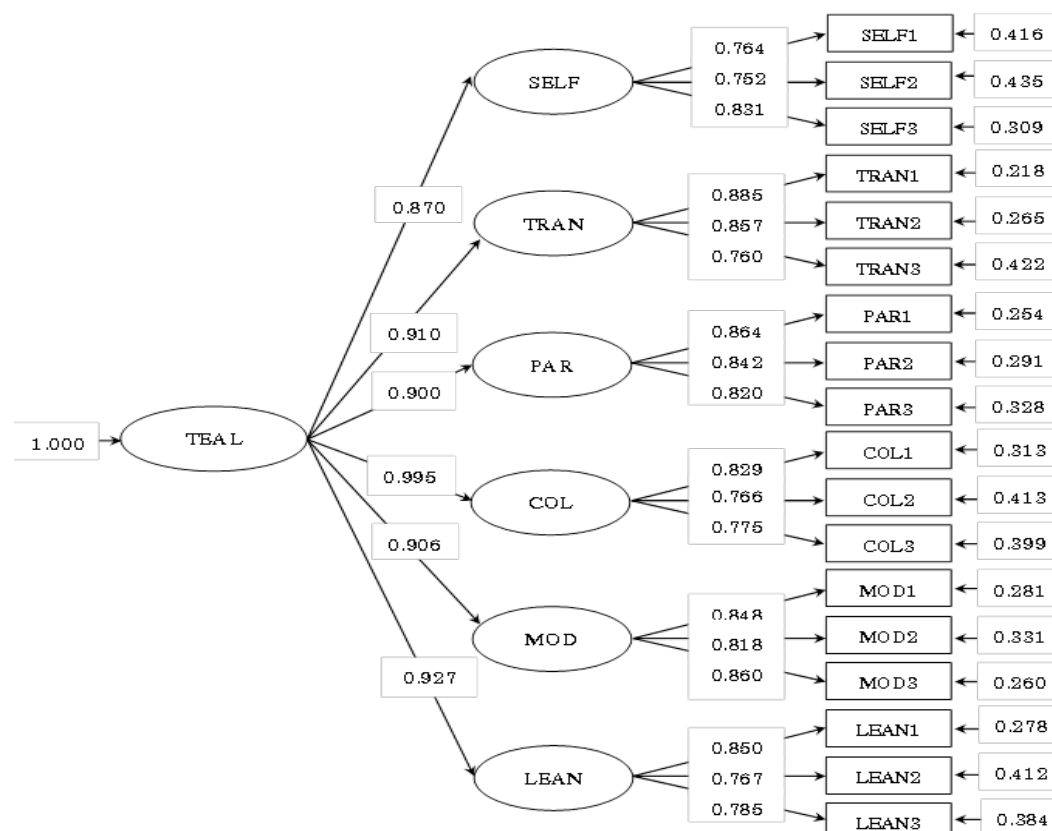 SELF1
0.416
0.764
SELF
0.752
SELF2
0.435
0.831
SELF3
0.309
TRAN1
0.218
0.885
0.870
TRAN
0.857
TRAN2
0.265
0.760
TRAN3
0.422
PAR1
0.254
0.910
0.864
PAR
0.842
PAR2
0.291
0.900
0.820
PAR3
0.328
1.000
TEAL
COL1
0.313
0.995
0.829
COL
0.766
COL2
0.413
0.775
0.906
COL3
0.399
MOD1
0.281
0.848
MOD
0.818
MOD2
0.331
0.927
0.860
MOD3
0.260
LEAN1
0.278
0.850
LEAN
0.767
LEAN2
0.412
0.785
LEAN3
0.384